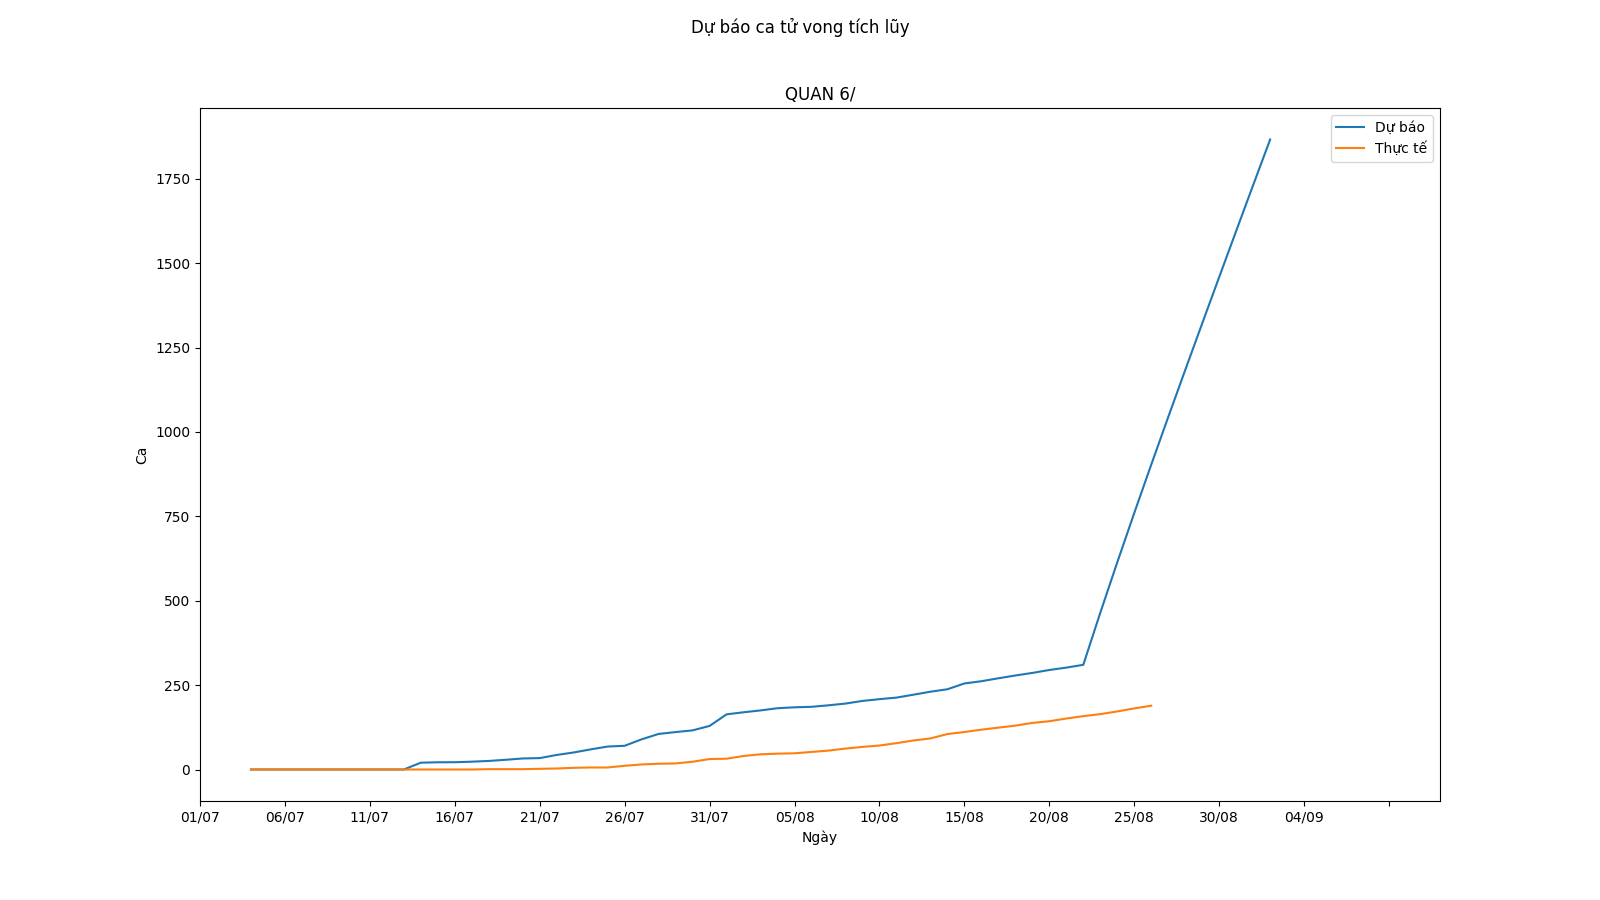 Dự báo ca tử vong tích lũy
QUAN 6/
Dự báo
Thực tế
1750
1500
1250
1000
750
500
250
0
Ca
01/07 06/07 11/07 16/07 21/07 26/07 31/07 05/08 10/08 15/08 20/08 25/08 30/08 04/09
Ngày